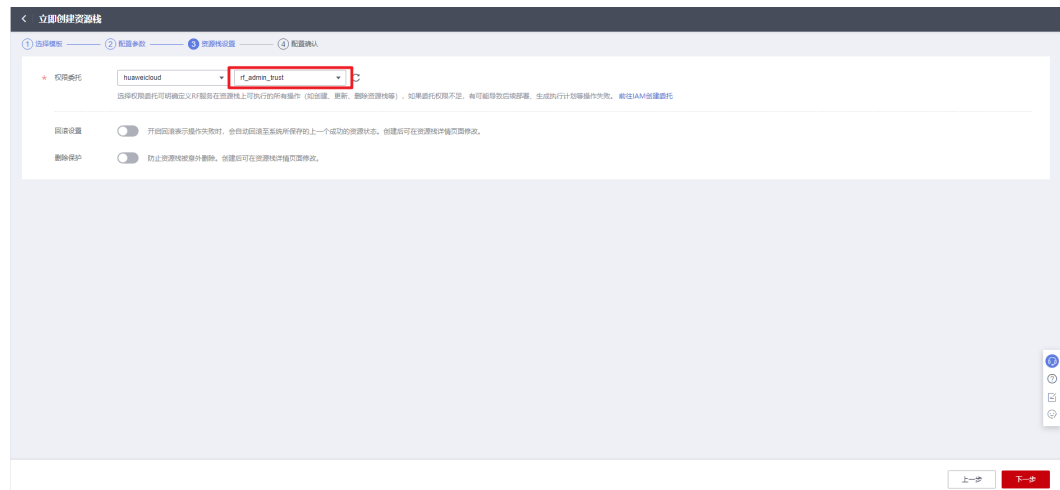 立即创建资源栈
1 选择模板 2 配置参数 3 资源栈设置 4 配置确认
* 权限委托 huaweicloud rf_admin_trust
选择权限委托可明确定义RF服务在资源栈上可执行的所有操作（如创建、更新、删除资源栈等），如果委托权限不足，有可能导致后续部署、生成执行计划等操作失败。 前往IAM创建委托
回滚设置 开启回滚表示操作失败时，会自动回滚至系统所保存的上一个成功的资源状态。创建后可在资源栈详情页面修改。
删除保护 防止资源栈被意外删除。创建后可在资源栈详情页面修改。
上一步 下一步